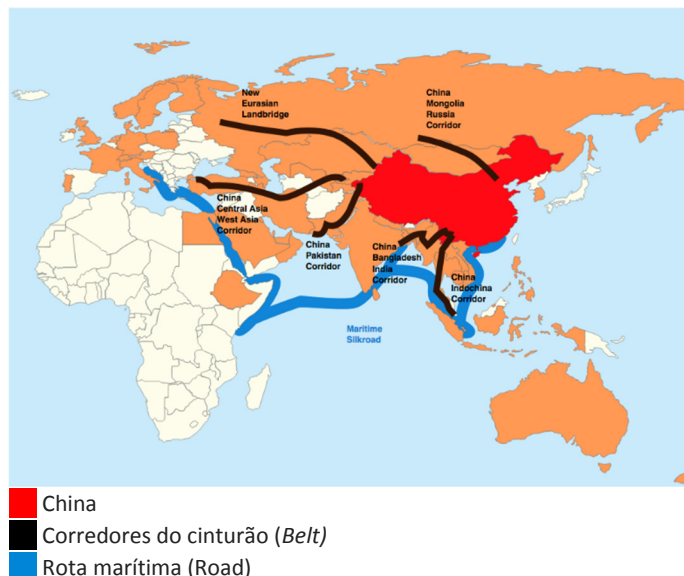 New
Eurasian
Landbridge
China
Mongolia
Russia
Corridor
China
Central Asia
West Asia
Corridor
China
Pakistan
Corridor
China
Bangladesh
India
Corridor
China
Indochina
Corridor
Maritime
Silkroad
China
Corredores do cinturão (Belt)
Rota marítima (Road)